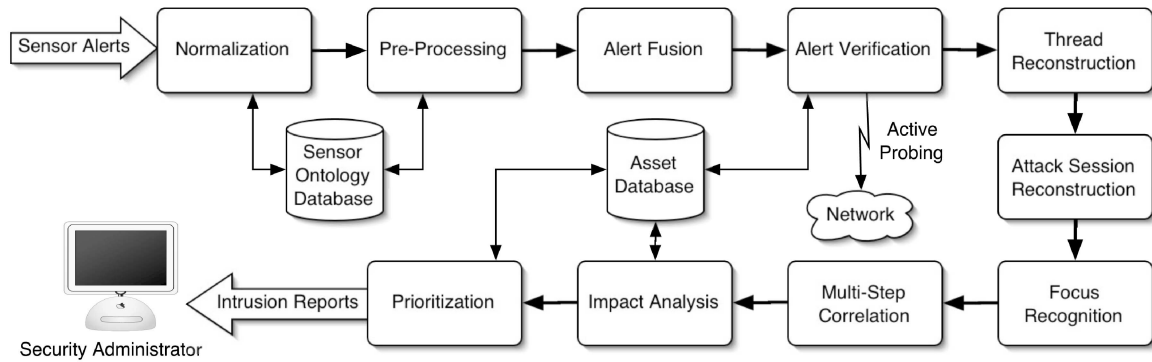 Sensor Alerts
Normalization
Pre-Processing
Alert Fusion
Alert Verification
Thread
Reconstruction
Sensor
Ontology
Database
Asset
Database
Active
Probing
Network
Attack Session
Reconstruction
Focus
Recognition
Multi-Step
Correlation
Impact Analysis
Prioritization
Intrusion Reports
Security Administrator